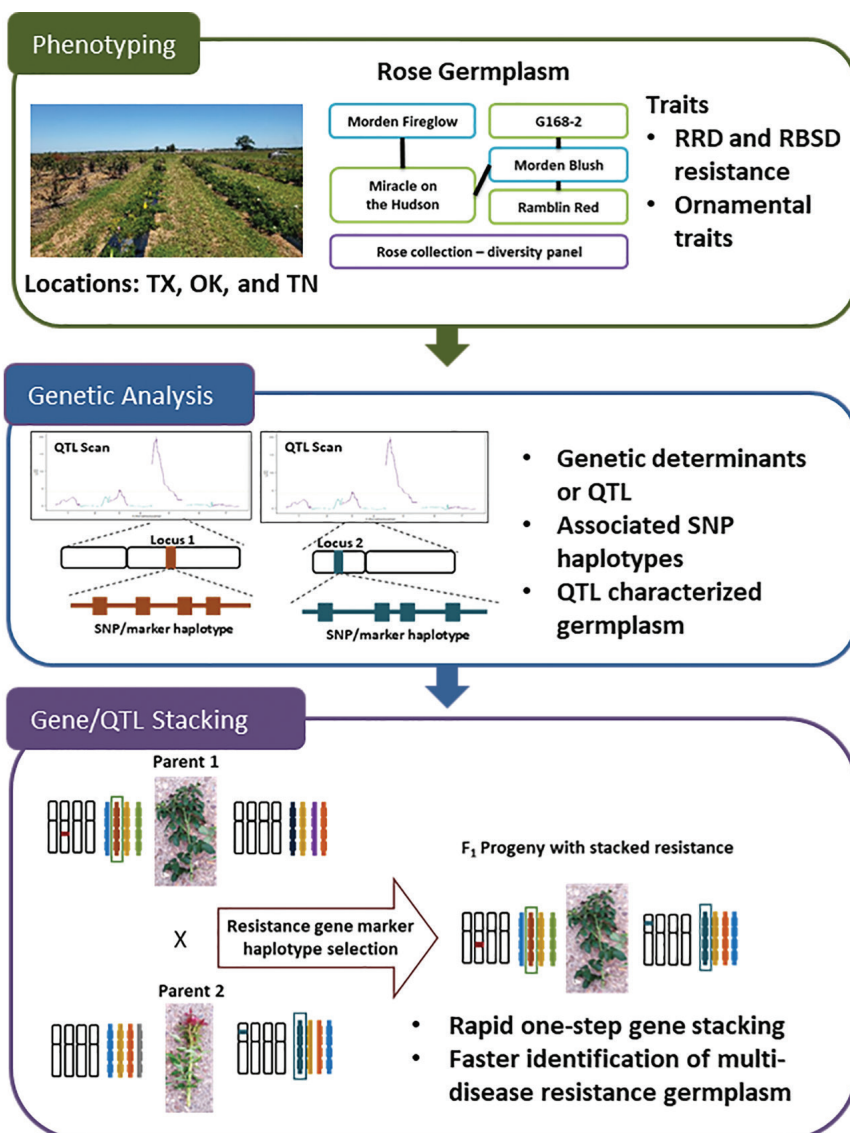 Phenotyping
Rose Germplasm
Morden Fireglow
G168-2
Miracle on
the Hudson
Morden Blush
Ramblin Red
Rose collection – diversity panel
Locations: TX, OK, and TN
Traits
• RRD and RBSD
resistance
• Ornamental
traits
Genetic Analysis
QTL Scan
QTL Scan
Locus 1
Locus 2
SNP/marker haplotype
SNP/marker haplotype
• Genetic determinants
or QTL
• Associated SNP
haplotypes
• QTL characterized
germplasm
Gene/QTL Stacking
Parent 1
X
Parent 2
Resistance gene marker
haplotype selection
F₁ Progeny with stacked resistance
• Rapid one-step gene stacking
• Faster identification of multi-
disease resistance germplasm